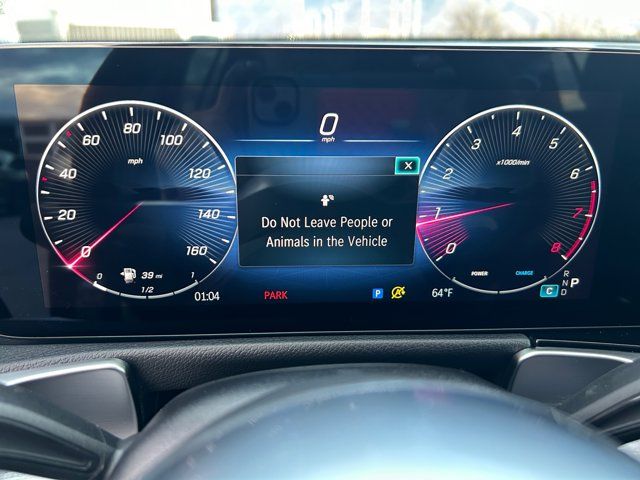 0
mph
0
20
40
60
80
100
120
140
160
mph
39 mi
0
1/2
1
01:04
Do Not Leave People or
Animals in the Vehicle
PARK
P
A
64°F
0
1
2
3
4
5
6
7
8
x1000/min
POWER
CHARGE
C
R
N
D
P